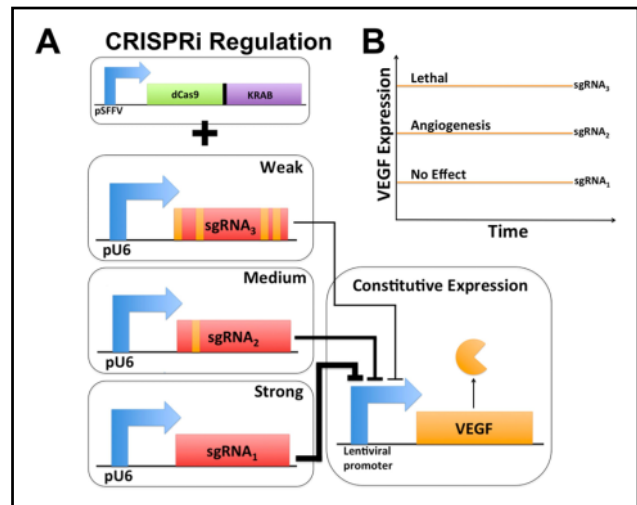 A
CRISPRi Regulation
dCas9
KRAB
pSFFV
+
Weak
sgRNA₃
pU6
Medium
sgRNA₂
pU6
Strong
sgRNA₁
pU6
B
VEGF Expression
Lethal
sgRNA₃
Angiogenesis
sgRNA₂
No Effect
sgRNA₁
Time
Constitutive Expression
VEGF
Lentiviral
promoter